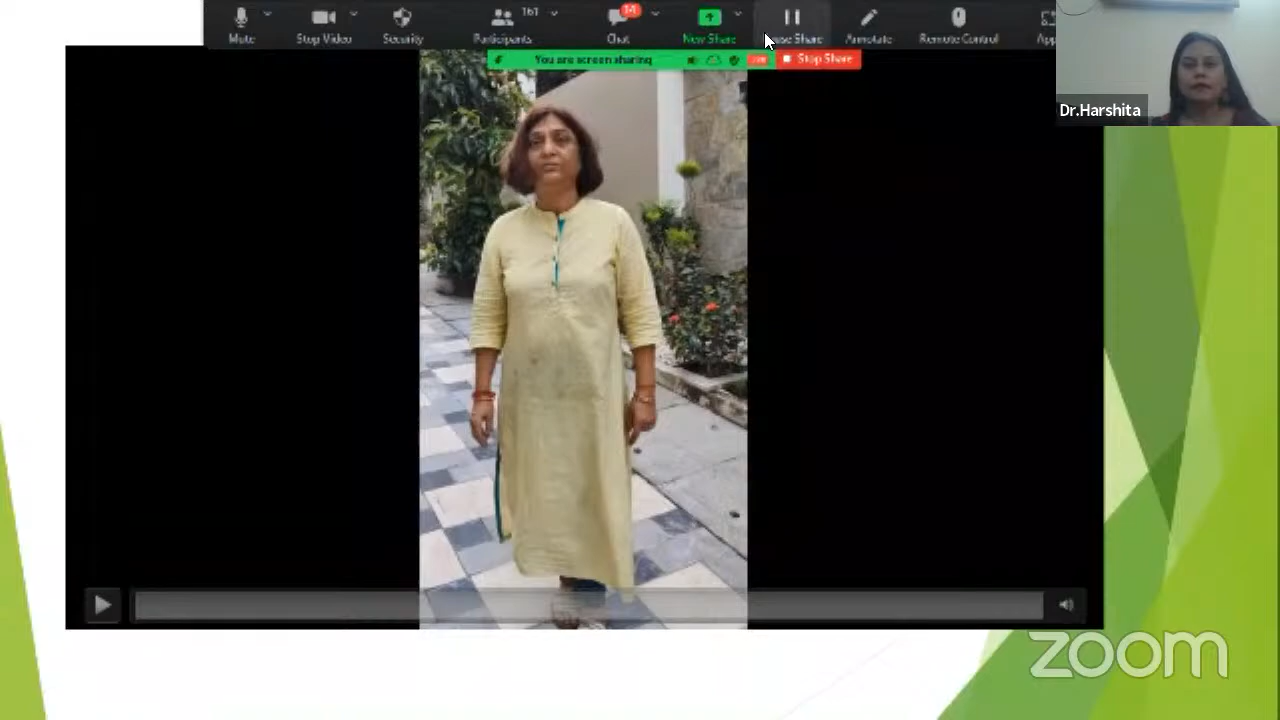 Mute
Stop Video
Security
Participants
161
Chat
14
New Share
Pause Share
Annotate
Remote Control
You are screen sharing
Stop Share
Dr.Harshita
zoom